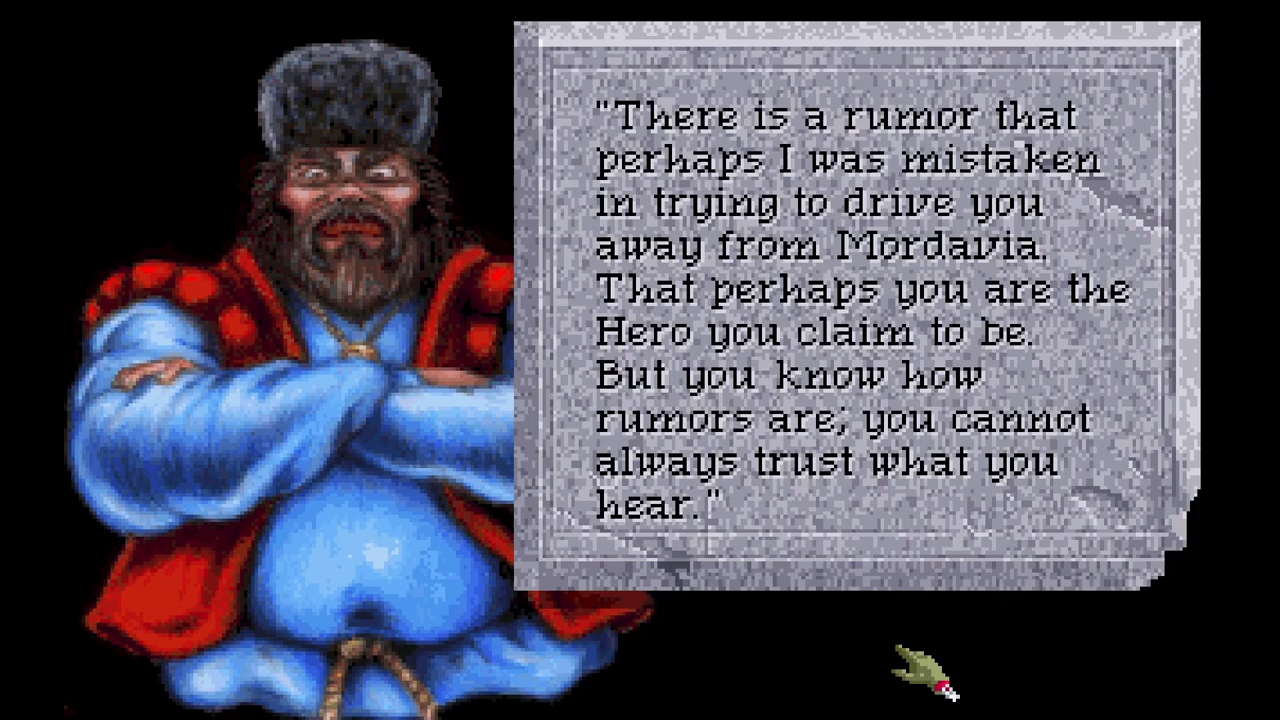 "There is a rumor that
perhaps I was mistaken
in trying to drive you
away from Mordavia.
That perhaps you are the
Hero you claim to be.
But you know how
rumors are; you cannot
always trust what you
hear."